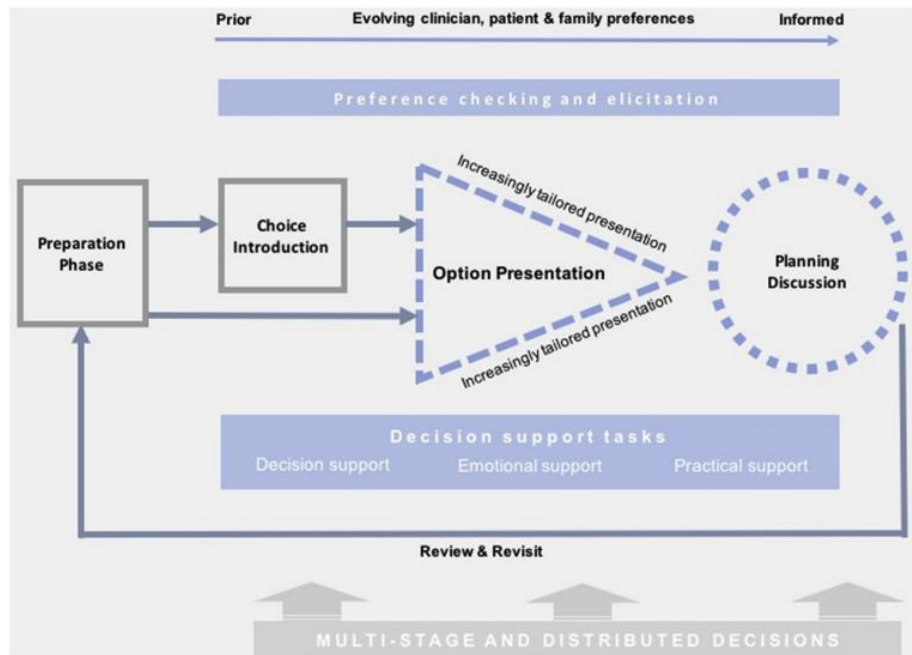 Prior Evolving clinician, patient & family preferences Informed
Preference checking and elicitation
Increasingly tailored presentation
Preparation
Phase
Choice
Introduction
Option Presentation
Planning
Discussion
Increasingly tailored presentation
Decision support tasks
Decision support Emotional support Practical support
Review & Revisit
MULTI-STAGE AND DISTRIBUTED DECISIONS